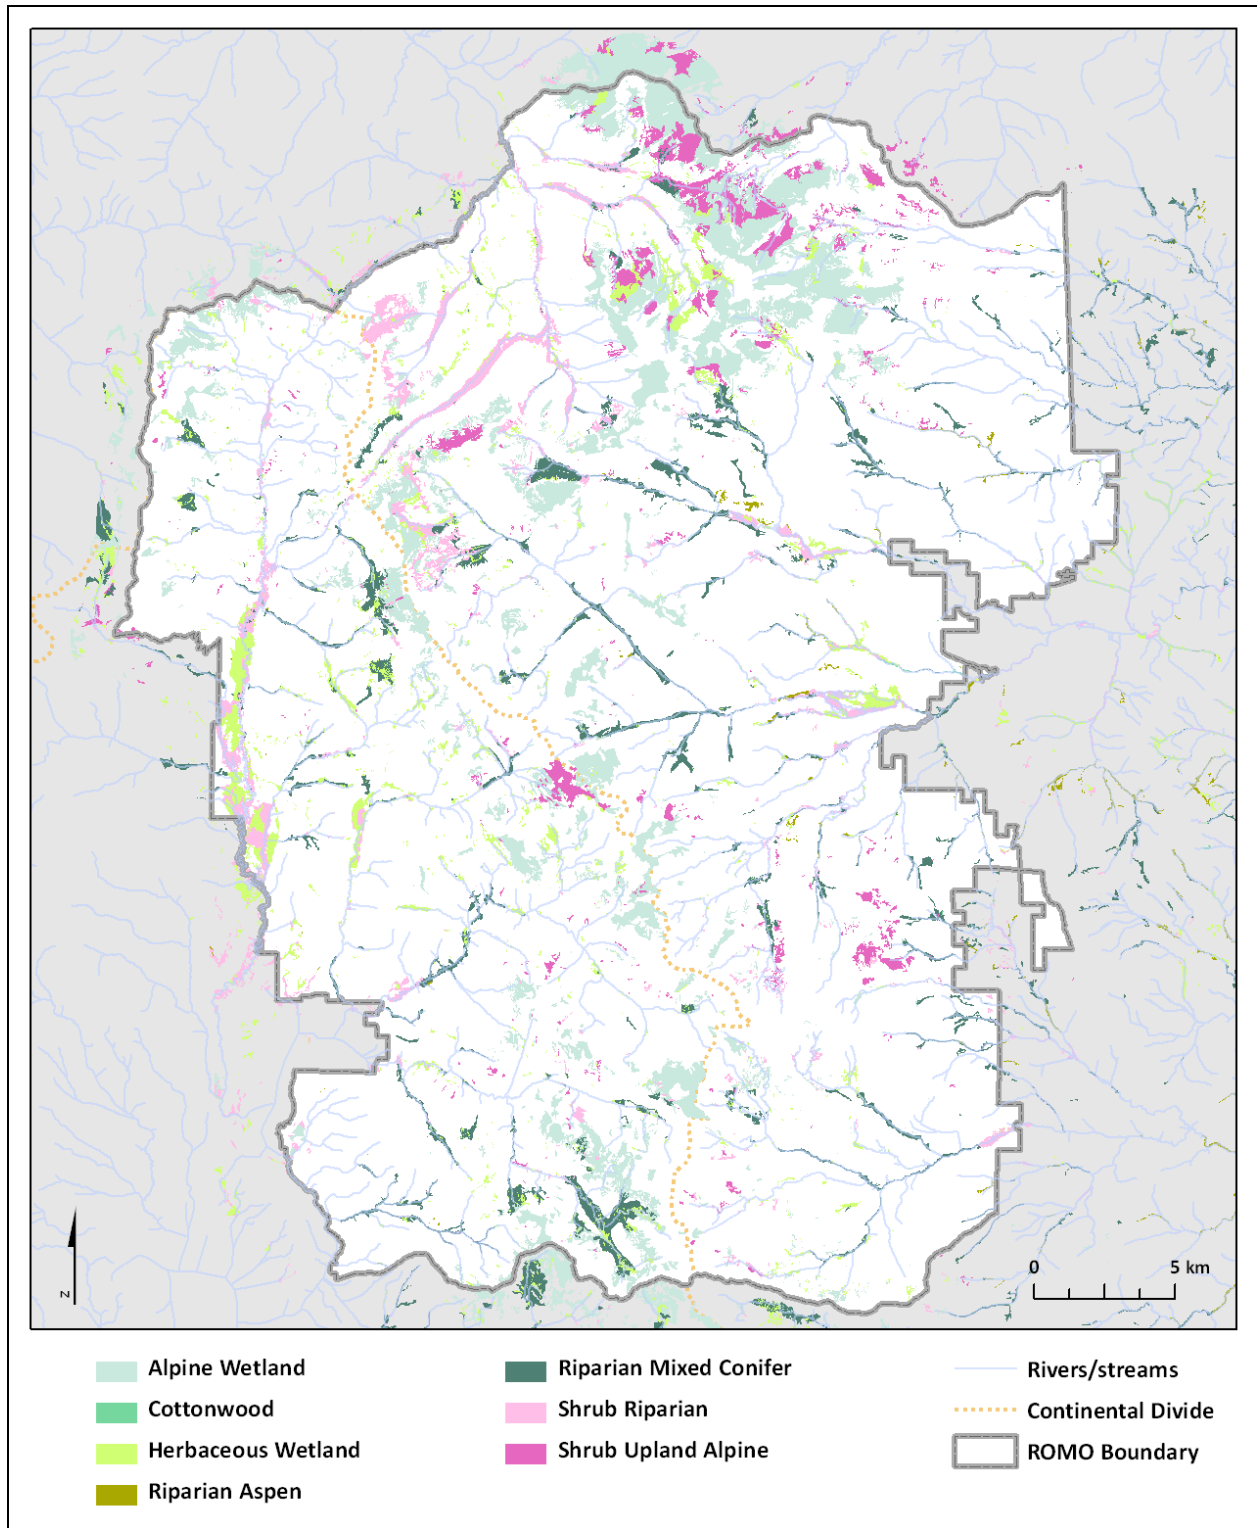 0 5 km
N
Alpine Wetland
Cottonwood
Herbaceous Wetland
Riparian Aspen
Riparian Mixed Conifer
Shrub Riparian
Shrub Upland Alpine
Rivers/streams
Continental Divide
ROMO Boundary